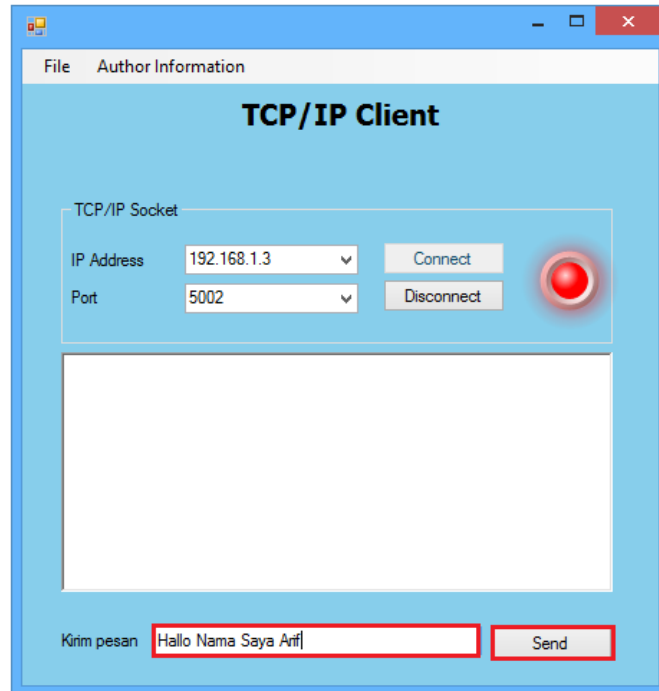 File Author Information
TCP/IP Client
TCP/IP Socket
IP Address 192.168.1.3 Connect
Port 5002 Disconnect
Kirim pesan Hallo Nama Saya Arif Send